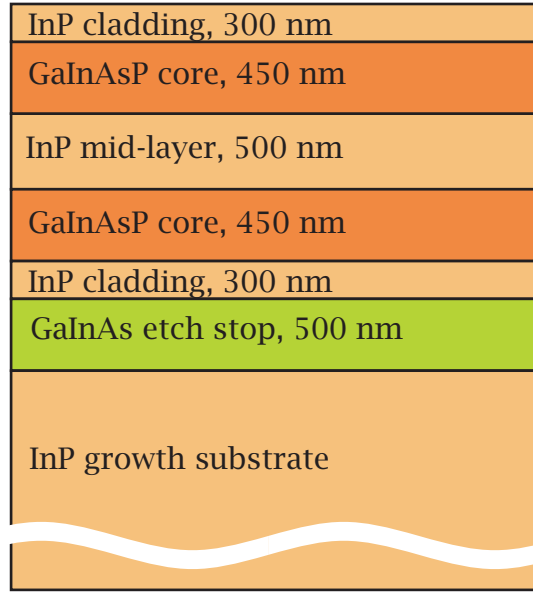 InP cladding, 300 nm
GaInAsP core, 450 nm
InP mid-layer, 500 nm
GaInAsP core, 450 nm
InP cladding, 300 nm
GaInAs etch stop, 500 nm
InP growth substrate